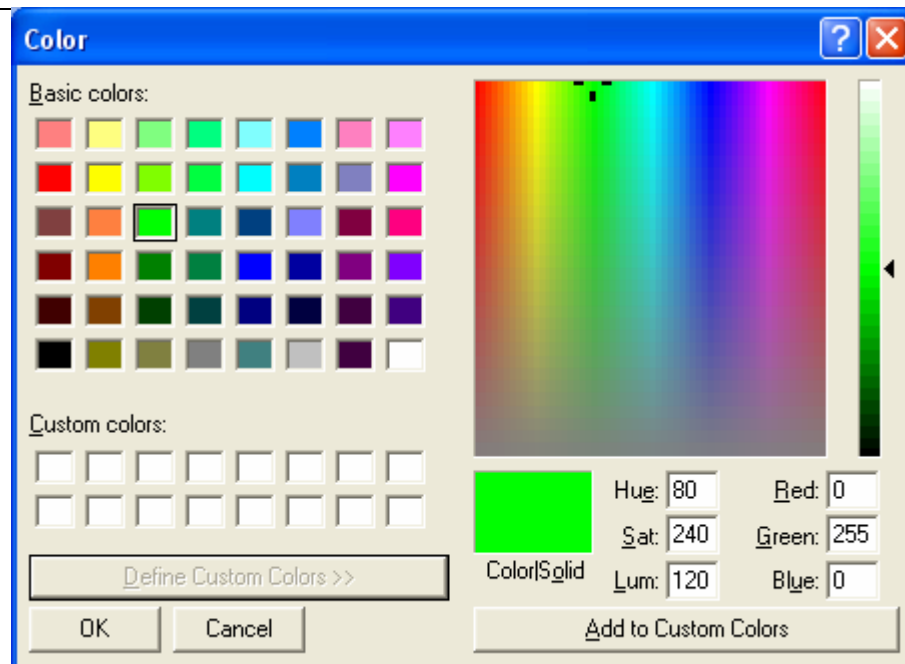 Color
Basic colors:
Custom colors:
Define Custom Colors >>
OK Cancel
Hue: 80 Red: 0
Sat: 240 Green: 255
Color|Solid Lum: 120 Blue: 0
Add to Custom Colors